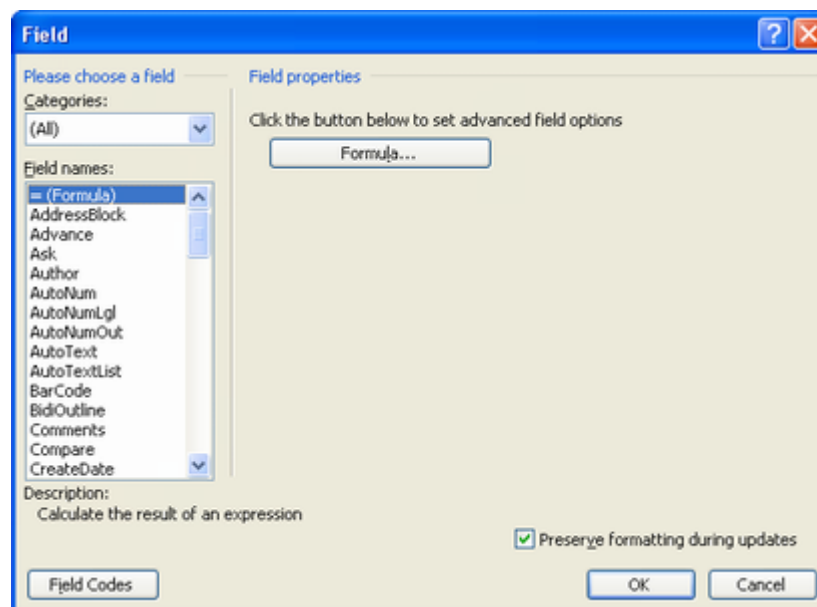 Field
Please choose a field
Categories:
(All)
Field names:
= (Formula)
AddressBlock
Advance
Ask
Author
AutoNum
AutoNumLgl
AutoNumOut
AutoText
AutoTextList
BarCode
BidiOutline
Comments
Compare
CreateDate
Field properties
Click the button below to set advanced field options
Formula...
Description:
Calculate the result of an expression
Preserve formatting during updates
Field Codes
OK
Cancel